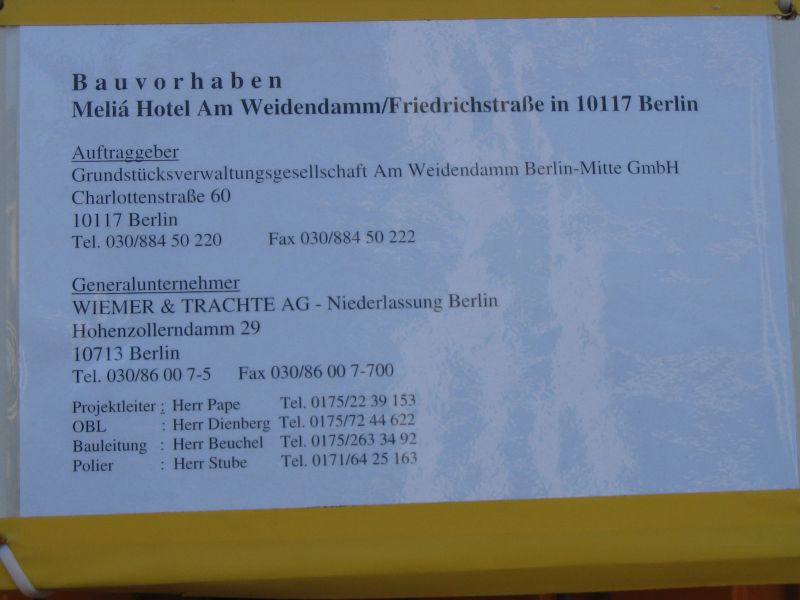 Bauvorhaben
Meliá Hotel Am Weidendamm/Friedrichstraße in 10117 Berlin
Auftraggeber
Grundstücksverwaltungsgesellschaft Am Weidendamm Berlin-Mitte GmbH
Charlottenstraße 60
10117 Berlin
Tel. 030/884 50 220 Fax 030/884 50 222
Generalunternehmer
WIEMER & TRACHTE AG - Niederlassung Berlin
Hohenzollerndamm 29
10713 Berlin
Tel. 030/86 00 7-5 Fax 030/86 00 7-700
Projektleiter : Herr Pape Tel. 0175/22 39 153
OBL : Herr Dienberg Tel. 0175/72 44 622
Bauleitung : Herr Beuchel Tel. 0175/263 34 92
Polier : Herr Stube Tel. 0171/64 25 163